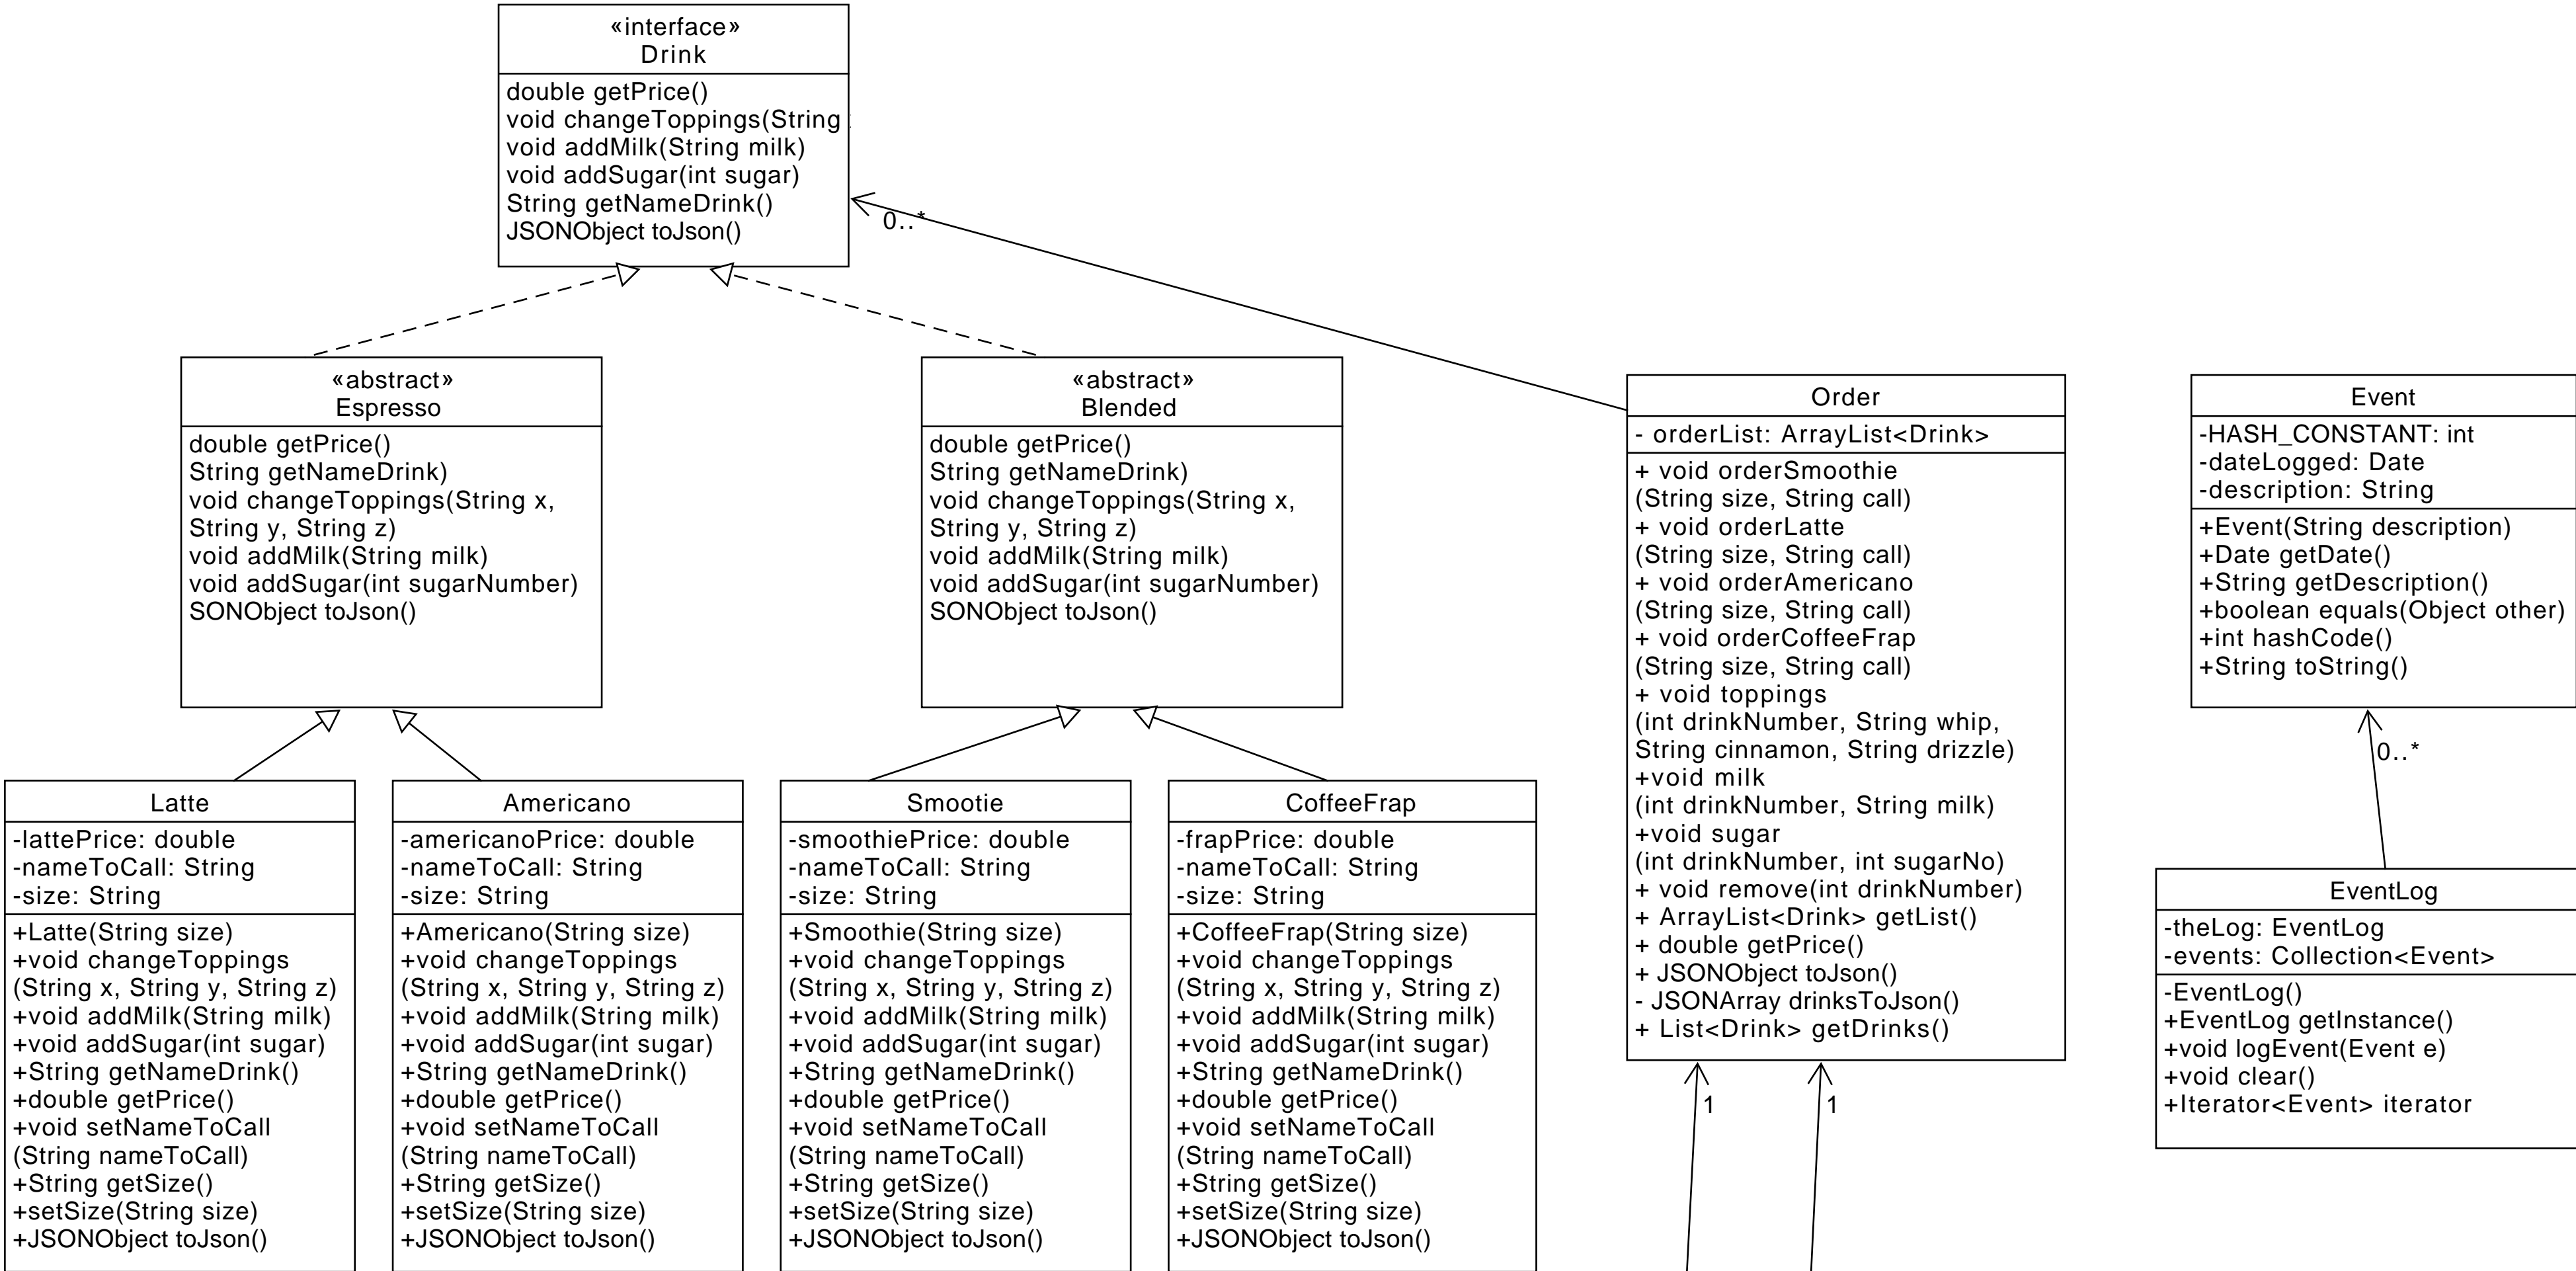 «interface»
Drink
double getPrice()
void changeToppings(String
void addMilk(String milk)
void addSugar(int sugar)
String getNameDrink()
JSONObject toJson()
0..*
«abstract»
Espresso
double getPrice()
String getNameDrink)
void changeToppings(String x,
String y, String z)
void addMilk(String milk)
void addSugar(int sugarNumber)
SONObject toJson()
«abstract»
Blended
double getPrice()
String getNameDrink)
void changeToppings(String x,
String y, String z)
void addMilk(String milk)
void addSugar(int sugarNumber)
SONObject toJson()
Order
- orderList: ArrayList<Drink>
+ void orderSmoothie
(String size, String call)
+ void orderLatte
(String size, String call)
+ void orderAmericano
(String size, String call)
+ void orderCoffeeFrap
(String size, String call)
+ void toppings
(int drinkNumber, String whip,
String cinnamon, String drizzle)
+void milk
(int drinkNumber, String milk)
+void sugar
(int drinkNumber, int sugarNo)
+ void remove(int drinkNumber)
+ ArrayList<Drink> getList()
+ double getPrice()
+ JSONObject toJson()
- JSONArray drinksToJson()
+ List<Drink> getDrinks()
1
1
Event
-HASH_CONSTANT: int
-dateLogged: Date
-description: String
+Event(String description)
+Date getDate()
+String getDescription()
+boolean equals(Object other)
+int hashCode()
+String toString()
0..*
EventLog
-theLog: EventLog
-events: Collection<Event>
-EventLog()
+EventLog getInstance()
+void logEvent(Event e)
+void clear()
+Iterator<Event> iterator
Latte
-lattePrice: double
-nameToCall: String
-size: String
+Latte(String size)
+void changeToppings
(String x, String y, String z)
+void addMilk(String milk)
+void addSugar(int sugar)
+String getNameDrink()
+double getPrice()
+void setNameToCall
(String nameToCall)
+String getSize()
+setSize(String size)
+JSONObject toJson()
Americano
-americanoPrice: double
-nameToCall: String
-size: String
+Americano(String size)
+void changeToppings
(String x, String y, String z)
+void addMilk(String milk)
+void addSugar(int sugar)
+String getNameDrink()
+double getPrice()
+void setNameToCall
(String nameToCall)
+String getSize()
+setSize(String size)
+JSONObject toJson()
Smootie
-smoothiePrice: double
-nameToCall: String
-size: String
+Smoothie(String size)
+void changeToppings
(String x, String y, String z)
+void addMilk(String milk)
+void addSugar(int sugar)
+String getNameDrink()
+double getPrice()
+void setNameToCall
(String nameToCall)
+String getSize()
+setSize(String size)
+JSONObject toJson()
CoffeeFrap
-frapPrice: double
-nameToCall: String
-size: String
+CoffeeFrap(String size)
+void changeToppings
(String x, String y, String z)
+void addMilk(String milk)
+void addSugar(int sugar)
+String getNameDrink()
+double getPrice()
+void setNameToCall
(String nameToCall)
+String getSize()
+setSize(String size)
+JSONObject toJson()